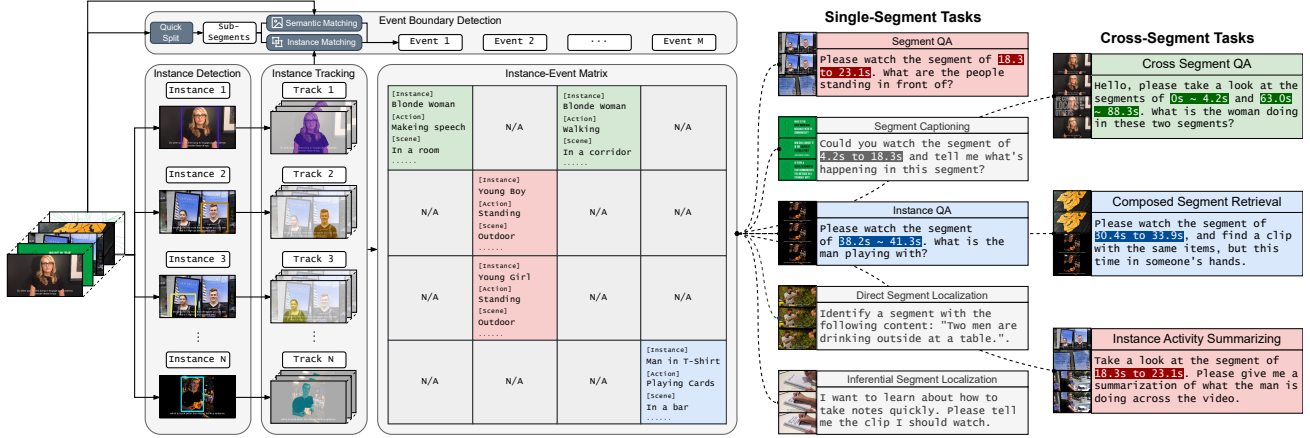 Event Boundary Detection
Quick
Split
Sub-
Segments
Semantic Matching
Instance Matching
Event 1
Event 2
...
Event M
Instance Detection
Instance 1
Instance 2
Instance 3
Instance N
Instance Tracking
Track 1
Track 2
Track 3
Track N
Instance-Event Matrix
[Instance]
Blonde Woman
[Action]
Makeing speech
[Scene]
In a room
......
N/A
[Instance]
Blonde Woman
[Action]
Walking
[Scene]
In a corridor
......
N/A
N/A
[Instance]
Young Boy
[Action]
Standing
[Scene]
Outdoor
......
N/A
N/A
N/A
[Instance]
Young Girl
[Action]
Standing
[Scene]
Outdoor
......
N/A
N/A
N/A
N/A
N/A
[Instance]
Man in T-Shirt
[Action]
Playing Cards
[Scene]
In a bar
......
Single-Segment Tasks
Segment QA
Please watch the segment of 18.3
to 23.1s. What are the people
standing in front of?
Segment Captioning
Could you watch the segment of
4.2s to 18.3s and tell me what's
happening in this segment?
Instance QA
Please watch the segment
of 38.2s ~ 41.3s. What is the
man playing with?
Direct Segment Localization
Identify a segment with the
following content: "Two men are
drinking outside at a table.".
Inferential Segment Localization
I want to learn about how to
take notes quickly. Please tell
me the clip I should watch.
Cross-Segment Tasks
Cross Segment QA
Hello, please take a look at the
segments of 0s ~ 4.2s and 63.0s
~ 88.3s. What is the woman doing
in these two segments?
Composed Segment Retrieval
Please watch the segment of
30.4s to 33.9s, and find a clip
with the same items, but this
time in someone's hands.
Instance Activity Summarizing
Take a look at the segment of
18.3s to 23.1s. Please give me a
summarization of what the man is
doing across the video.